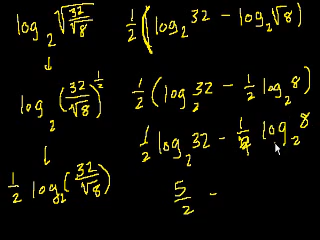 log₂ √(32/√8)
↓
log₂ (32/√8)^(1/2)
↓
1/2 log₂ (32/√8)
1/2 (log₂ 32 - log₂ √8)
1/2 (log₂ 32 - 1/2 log₂ 8)
1/2 log₂ 32 - 1/4 log₂ 8
5/2 -